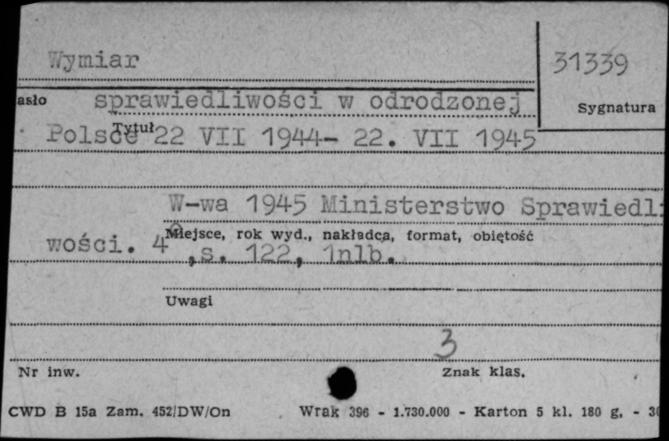 Wymiar
31339
asło
sprawiedliwości w odrodzonej
Sygnatura
Tytuł
Polsce 22 VII 1944- 22. VII 1945
W-wa 1945 Ministerstwo Sprawiedli
Miejsce, rok wyd., nakładca, format, objętość
wości. 4°,s. 122, 1nlb.
Uwagi
3
Nr inw.
Znak klas.
CWD B 15a Zam. 452/DW/On Wrak 396 - 1.730.000 - Karton 5 kl. 180 g. - 3